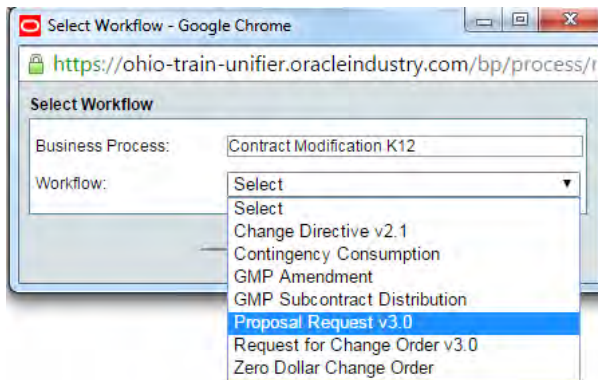 Select Workflow - Google Chrome
https://ohio-train-unifier.oracleindustry.com/bp/process/
Select Workflow
Business Process: Contract Modification K12
Workflow: Select
Select
Change Directive v2.1
Contingency Consumption
GMP Amendment
GMP Subcontract Distribution
Proposal Request v3.0
Request for Change Order v3.0
Zero Dollar Change Order